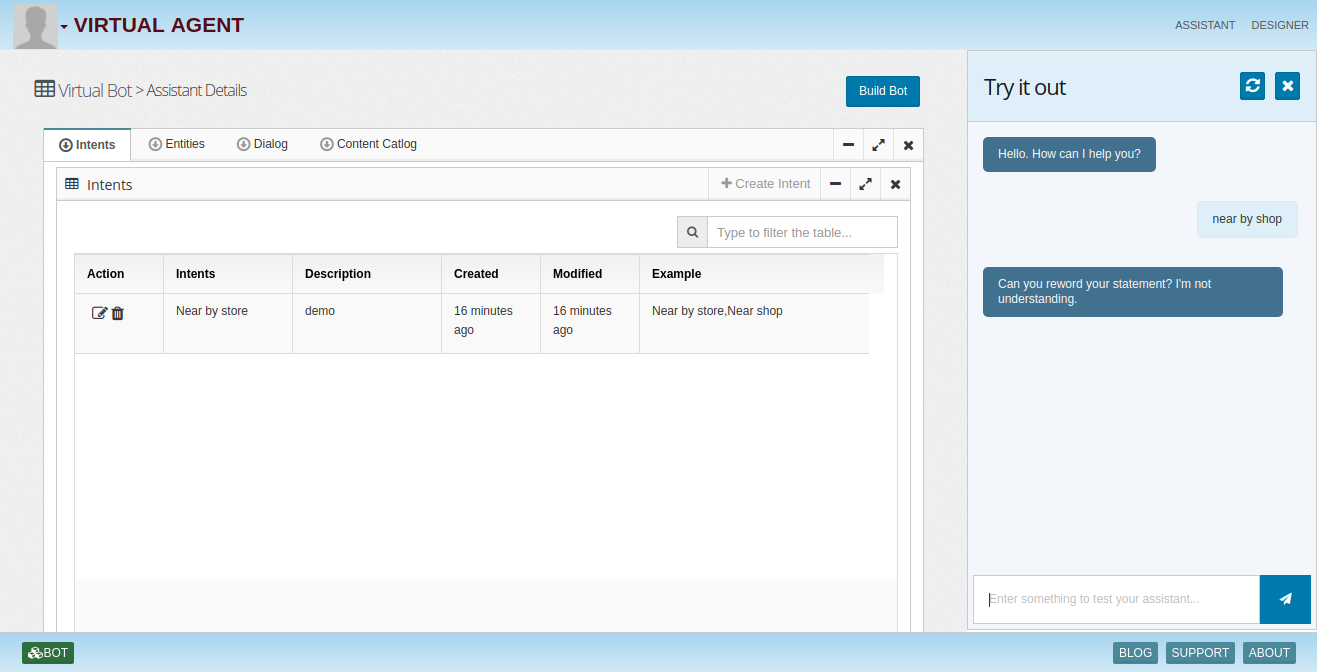 VIRTUAL AGENT
ASSISTANT DESIGNER
Virtual Bot > Assistant Details
Build Bot
Try it out
Intents Entities Dialog Content Catlog
Intents
Create Intent
Type to filter the table...
Action Intents Description Created Modified Example
Near by store demo 16 minutes ago 16 minutes ago Near by store,Near shop
Hello. How can I help you?
near by shop
Can you reword your statement? I'm not
understanding.
Enter something to test your assistant...
BOT
BLOG SUPPORT ABOUT